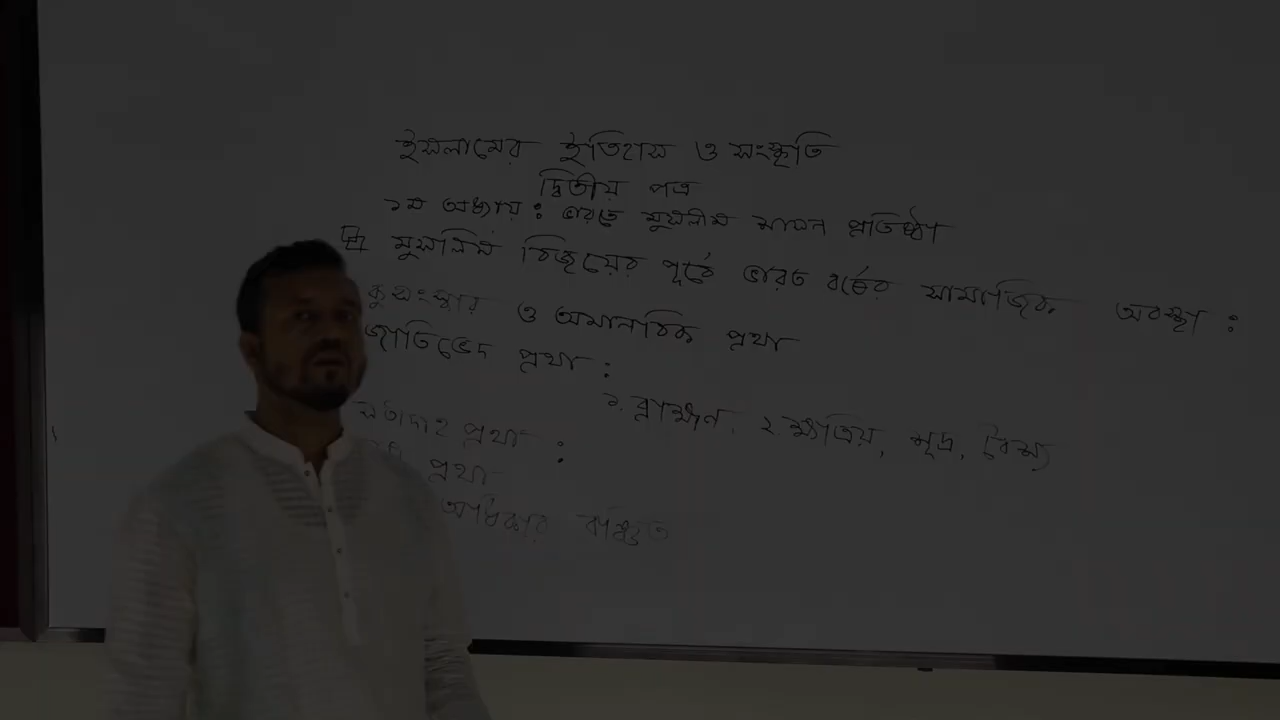 ইসলামের ইতিহাস ও সংস্কৃতি
দ্বিতীয় পত্র
১ম অধ্যায় : ভারতে মুসলীম শাসন প্রতিষ্ঠা
মুসলিম বিজয়ের পূর্বে ভারত বর্ষের সামাজিক অবস্থা :
কুসংস্কার ও অমানবিক প্রথা
জাতিভেদ প্রথা :
১. ব্রাহ্মণ, ২. ক্ষত্রিয়, শূদ্র, বৈশ্য
সতীদাহ প্রথা :
প্রথা
অধিকার বঞ্চিত